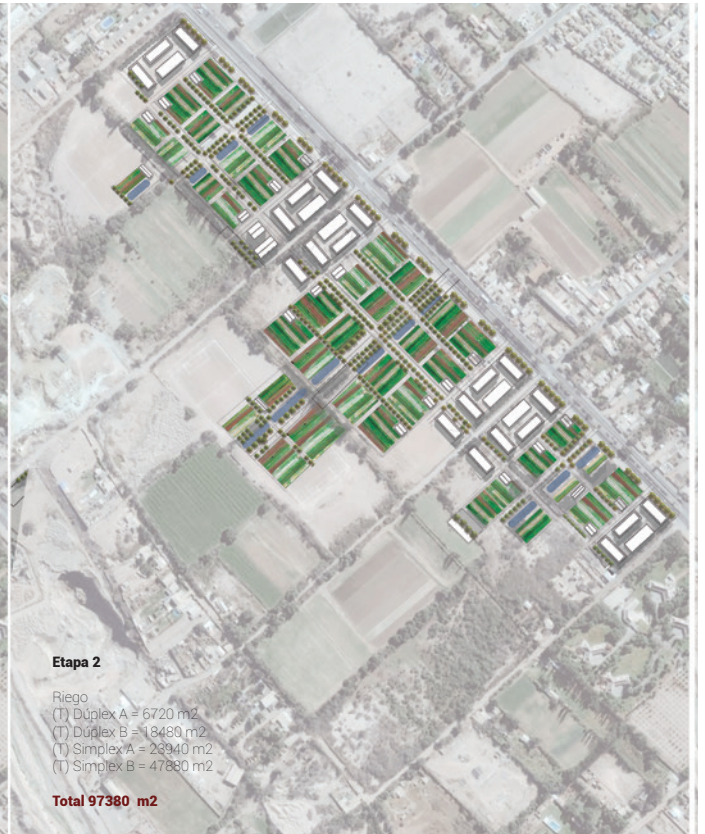 Etapa 2
Riego
(T) Dúplex A = 6720 m2
(T) Dúplex B = 18480 m2
(T) Simplex A = 23940 m2
(T) Simplex B = 47880 m2
Total 97380 m2